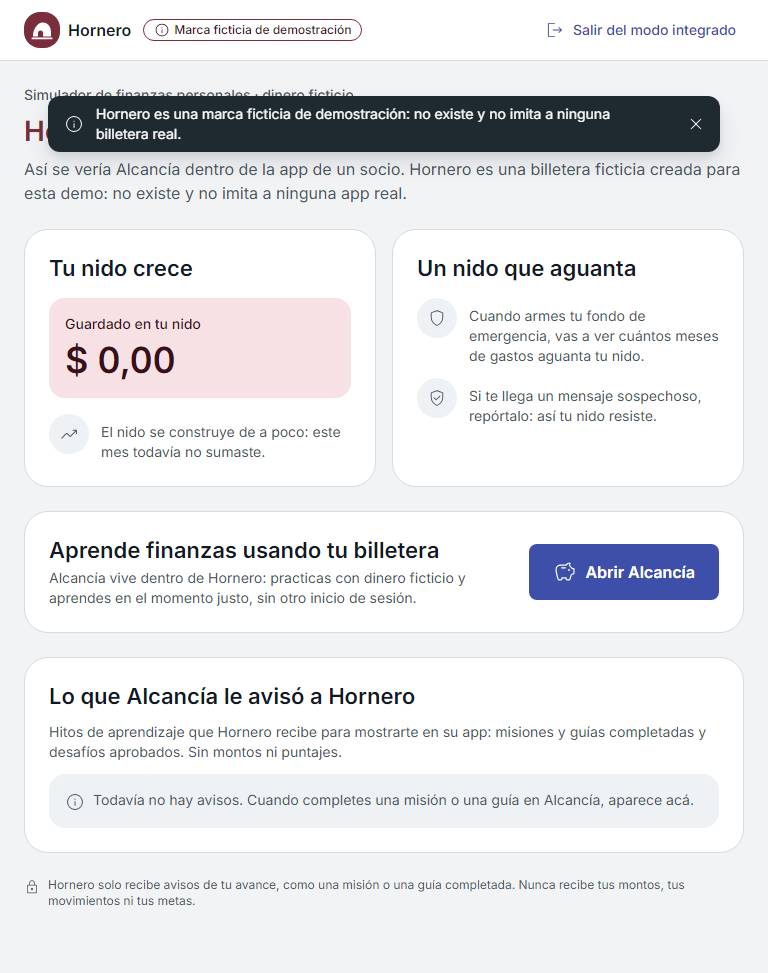 Hornero
Marca ficticia de demostración
Salir del modo integrado
Simulador de finanzas personales · dinero ficticio
Hornero es una marca ficticia de demostración: no existe y no imita a ninguna
billetera real.
Así se vería Alcancía dentro de la app de un socio. Hornero es una billetera ficticia creada para
esta demo: no existe y no imita a ninguna app real.
Tu nido crece
Guardado en tu nido
$ 0,00
El nido se construye de a poco: este
mes todavía no sumaste.
Un nido que aguanta
Cuando armes tu fondo de
emergencia, vas a ver cuántos meses
de gastos aguanta tu nido.
Si te llega un mensaje sospechoso,
repórtalo: así tu nido resiste.
Aprende finanzas usando tu billetera
Alcancía vive dentro de Hornero: practicas con dinero ficticio y
aprendes en el momento justo, sin otro inicio de sesión.
Abrir Alcancía
Lo que Alcancía le avisó a Hornero
Hitos de aprendizaje que Hornero recibe para mostrarte en su app: misiones y guías completadas y
desafíos aprobados. Sin montos ni puntajes.
Todavía no hay avisos. Cuando completes una misión o una guía en Alcancía, aparece acá.
Hornero solo recibe avisos de tu avance, como una misión o una guía completada. Nunca recibe tus montos, tus
movimientos ni tus metas.